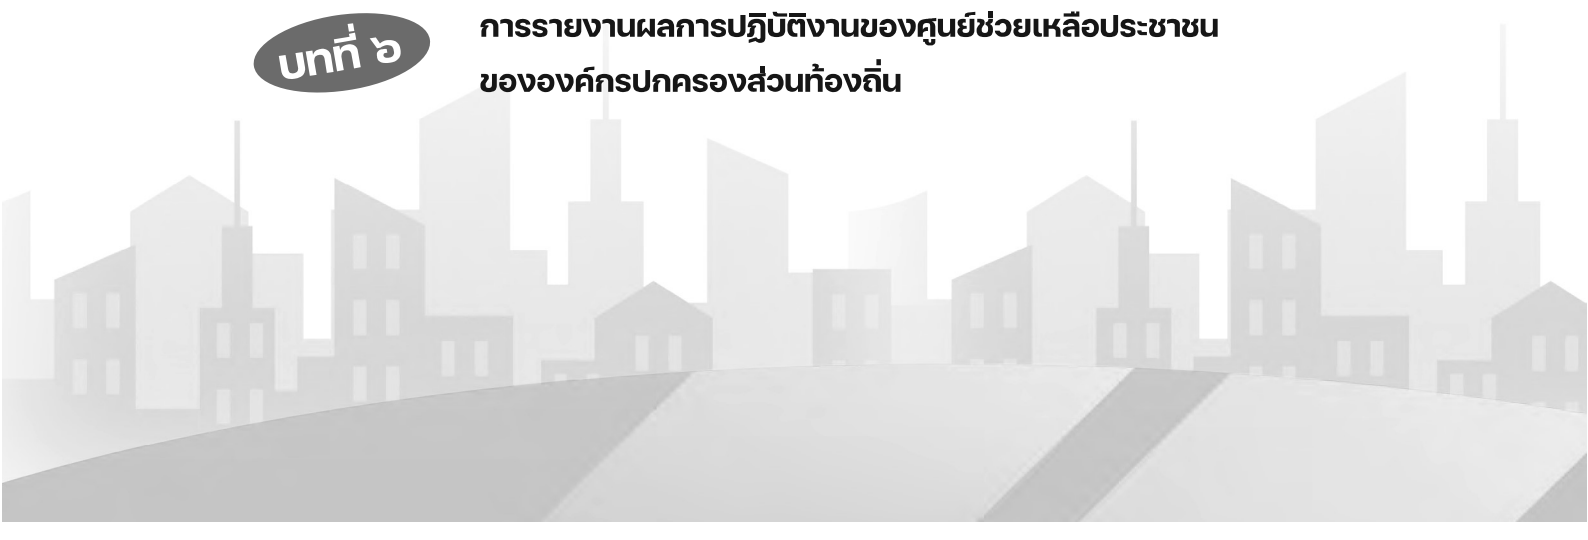 บทที่ ๖
การรายงานผลการปฏิบัติงานของศูนย์ช่วยเหลือประชาชน
ขององค์กรปกครองส่วนท้องถิ่น